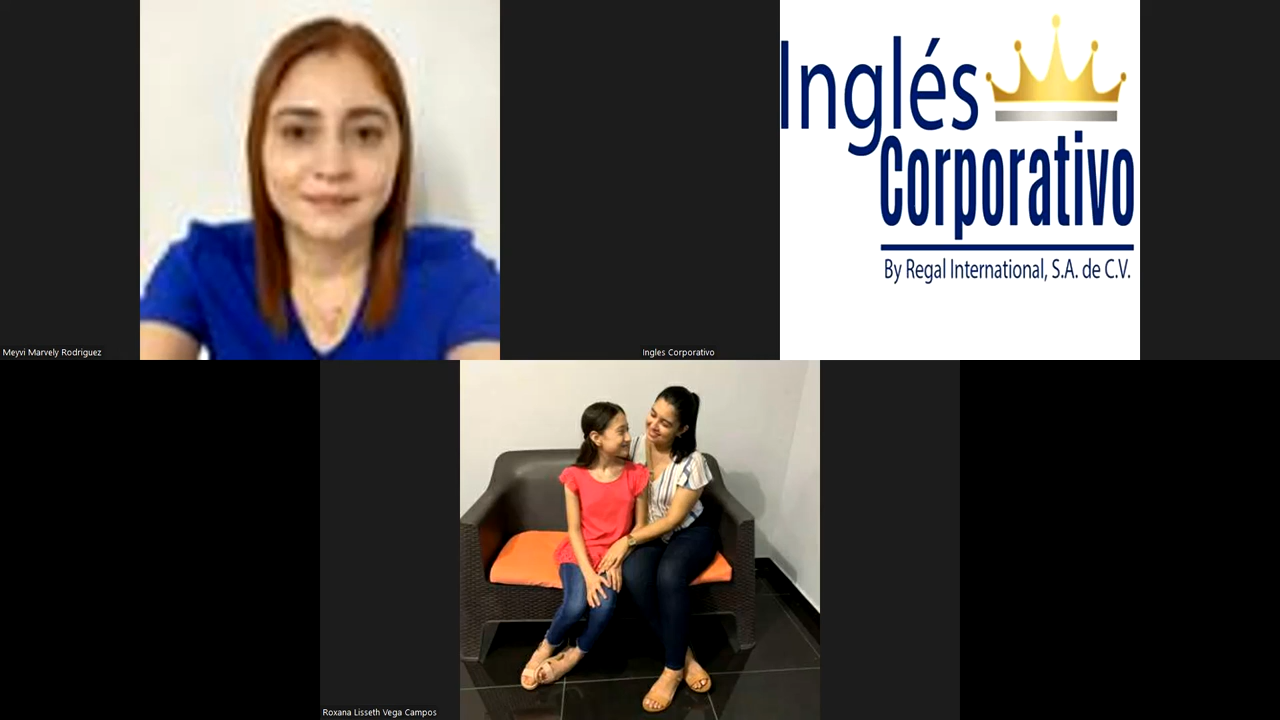 Inglés
Corporativo
By Regal International, S.A. de C.V.
Meyvi Marvely Rodriguez
Ingles Corporativo
Roxana Lisseth Vega Campos